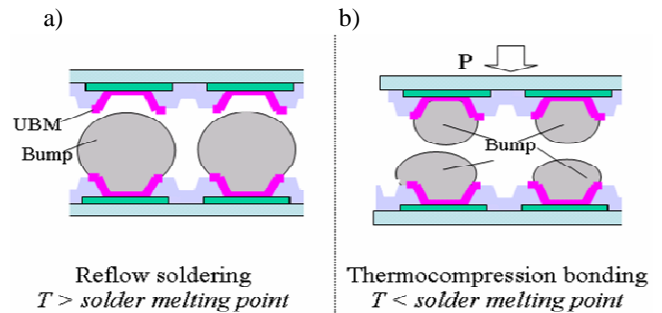 a)
b)
P
UBM
Bump
Bump
Reflow soldering
T > solder melting point
Thermocompression bonding
T < solder melting point